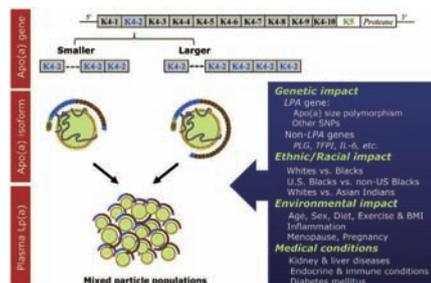 Apo(a) gene
5' K4-1 K4-2 K4-3 K4-4 K4-5 K4-6 K4-7 K4-8 K4-9 K4-10 K5 Protease 3'
Smaller
Larger
K4-2 K4-2 K4-2
K4-2 K4-2 K4-2 K4-2 K4-2
Apo(a) isoform
Plasma Lp(a)
Mixed particle populations
Genetic impact
LPA gene:
Apo(a) size polymorphism
Other SNPs
Non-LPA genes
PLG, TFPI, IL-6, etc.
Ethnic/Racial impact
Whites vs. Blacks
U.S. Blacks vs. non-US Blacks
Whites vs. Asian Indians
Environmental impact
Age, Sex, Diet, Exercise & BMI
Inflammation
Menopause, Pregnancy
Medical conditions
Kidney & liver diseases
Endocrine & immune conditions
Diabetes mellitus